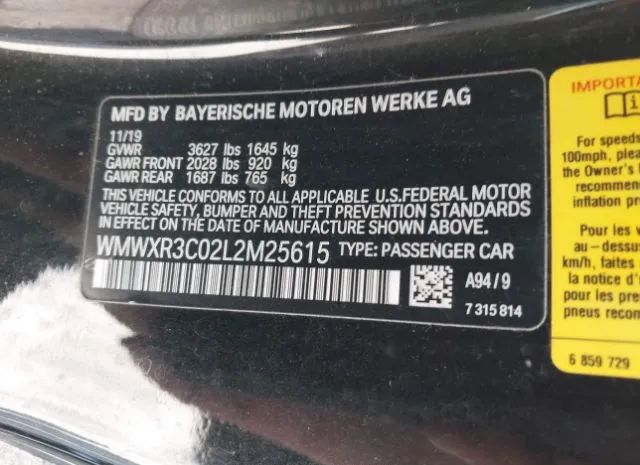 MFD BY BAYERISCHE MOTOREN WERKE AG
11/19
GVWR 3627 lbs 1645 kg
GAWR FRONT 2028 lbs 920 kg
GAWR REAR 1687 lbs 765 kg
THIS VEHICLE CONFORMS TO ALL APPLICABLE U.S.FEDERAL MOTOR
VEHICLE SAFETY, BUMPER AND THEFT PREVENTION STANDARDS
IN EFFECT ON THE DATE OF MANUFACTURE SHOWN ABOVE.
WMWXR3C02L2M25615 TYPE: PASSENGER CAR
A94/9
7 315 814
IMPORTA
i
For speeds
100mph, plea
the Owner's
recommen
inflation pr
Pour les v
au-dessu
km/h, faites
la notice d'
pour les
pneus recom
6 859 729